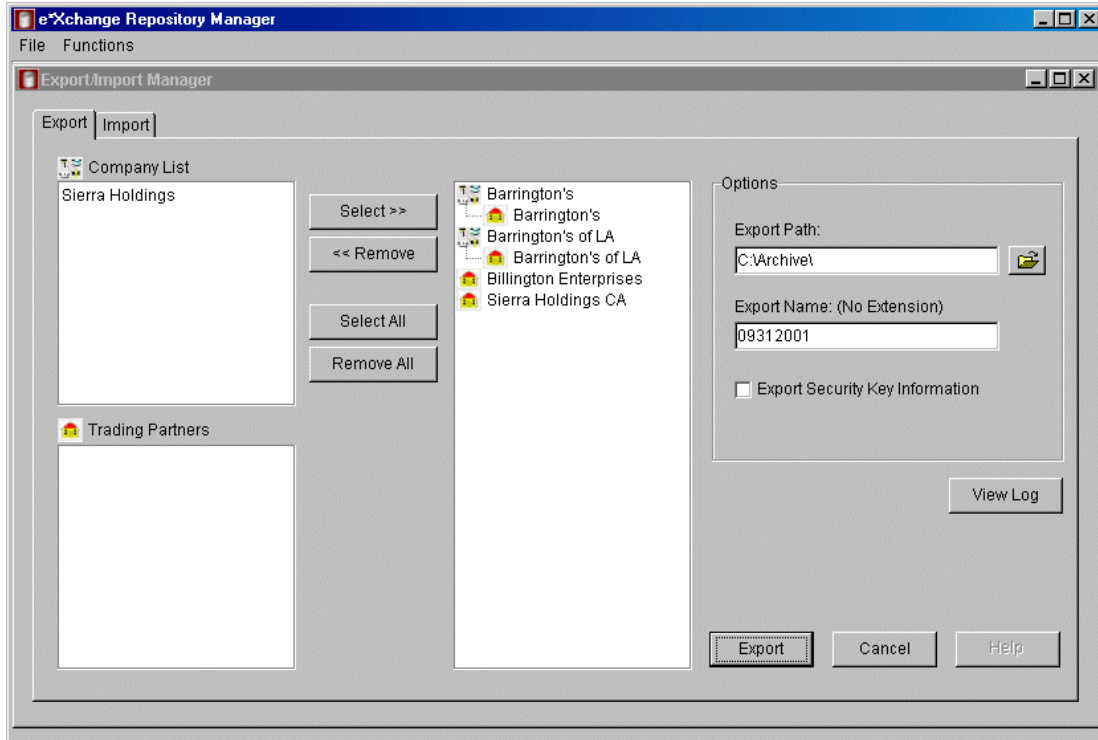 e*Xchange Repository Manager
File Functions
Export/Import Manager
Export Import
Company List
Sierra Holdings
Select >>
<< Remove
Select All
Remove All
Trading Partners
Barrington's
Barrington's
Barrington's of LA
Barrington's of LA
Billington Enterprises
Sierra Holdings CA
Options
Export Path:
C:\Archive\
Export Name: (No Extension)
09312001
Export Security Key Information
View Log
Export Cancel Help